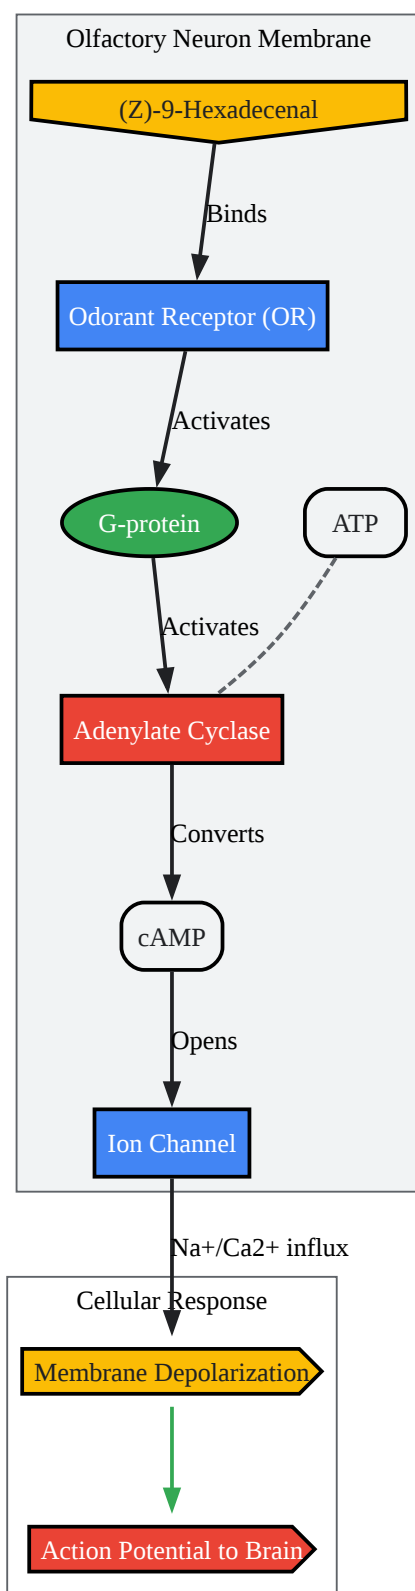 Olfactory Neuron Membrane
(Z)-9-Hexadecenal
Binds
Odorant Receptor (OR)
Activates
G-protein
ATP
Activates
Adenylate Cyclase
Converts
cAMP
Opens
Ion Channel
Na+/Ca2+ influx
Cellular Response
Membrane Depolarization
Action Potential to Brain